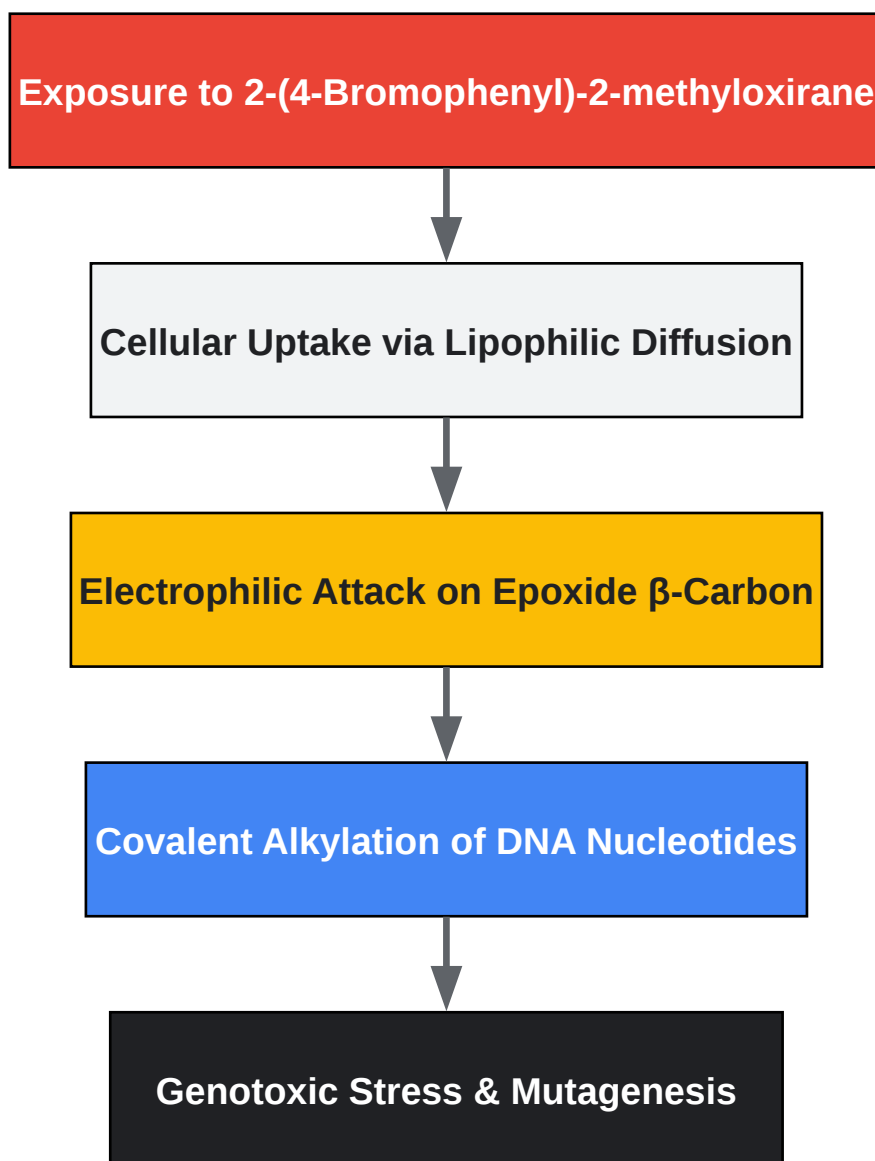 Exposure to 2-(4-Bromophenyl)-2-methyloxirane
Cellular Uptake via Lipophilic Diffusion
Electrophilic Attack on Epoxide β-Carbon
Covalent Alkylation of DNA Nucleotides
Genotoxic Stress & Mutagenesis